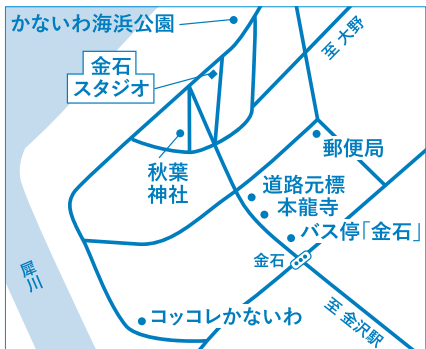 かないわ海浜公園
至 大野
金石
スタジオ
郵便局
秋葉
神社
道路元標
本龍寺
バス停「金石」
金石
犀川
至 金沢駅
コッコレかないわ